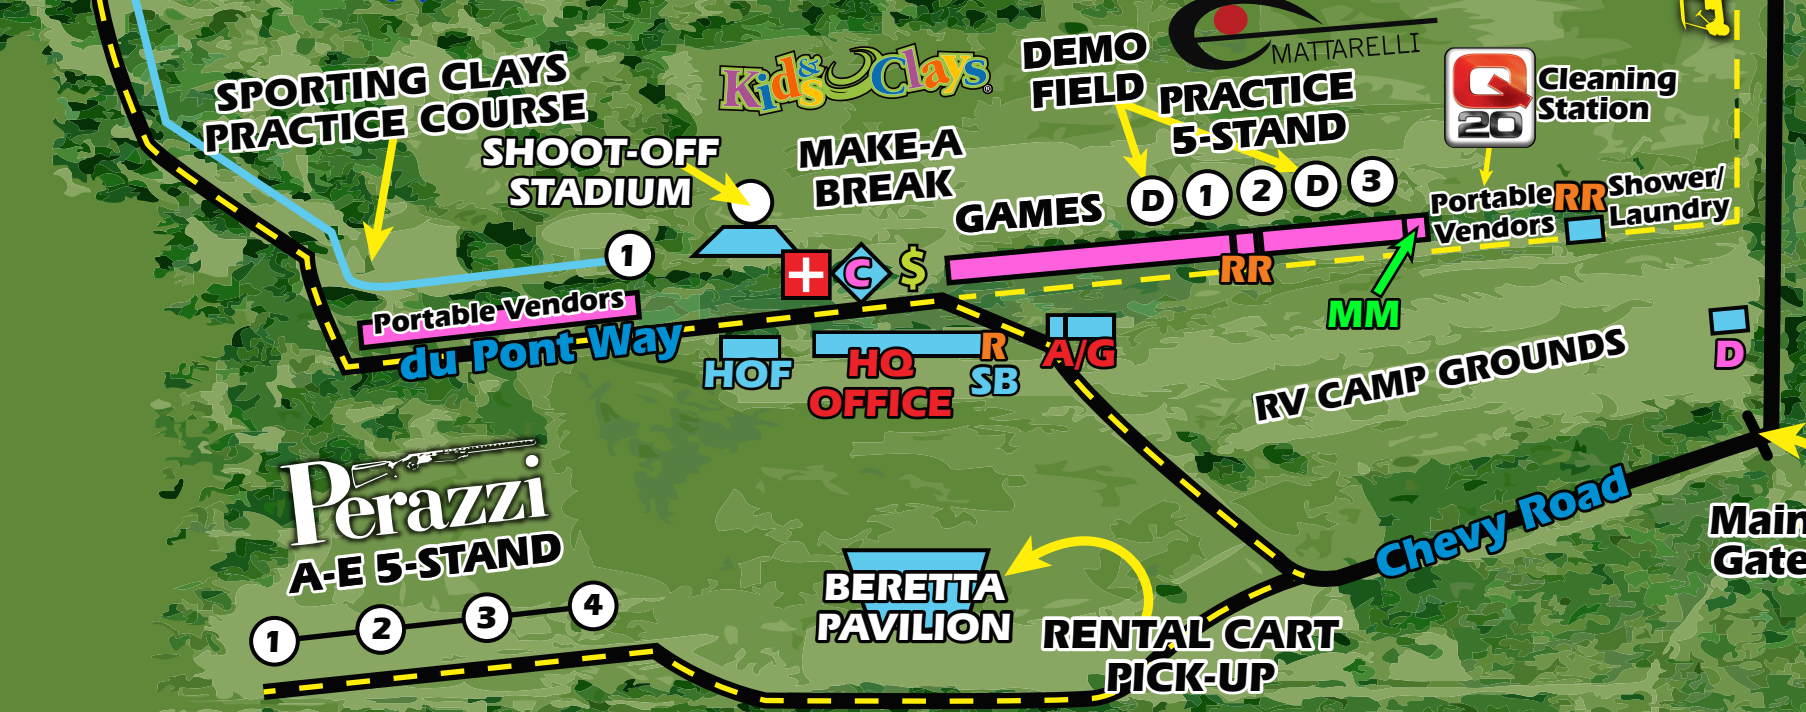 SPORTING CLAYS
PRACTICE COURSE
SHOOT-OFF
STADIUM
Kids & Clays®
MAKE-A
BREAK
DEMO
FIELD
MATTARELLI
PRACTICE
5-STAND
Q
20
Cleaning
Station
GAMES
D
1
2
D
3
Portable
Vendors
RR
Shower/
Laundry
1
C
$
RR
MM
Portable Vendors
du Pont Way
HOF
HQ
OFFICE
R
SB
A/G
RV CAMP GROUNDS
D
Perazzi
A-E 5-STAND
1
2
3
4
BERETTA
PAVILION
RENTAL CART
PICK-UP
Chevy Road
Main
Gate